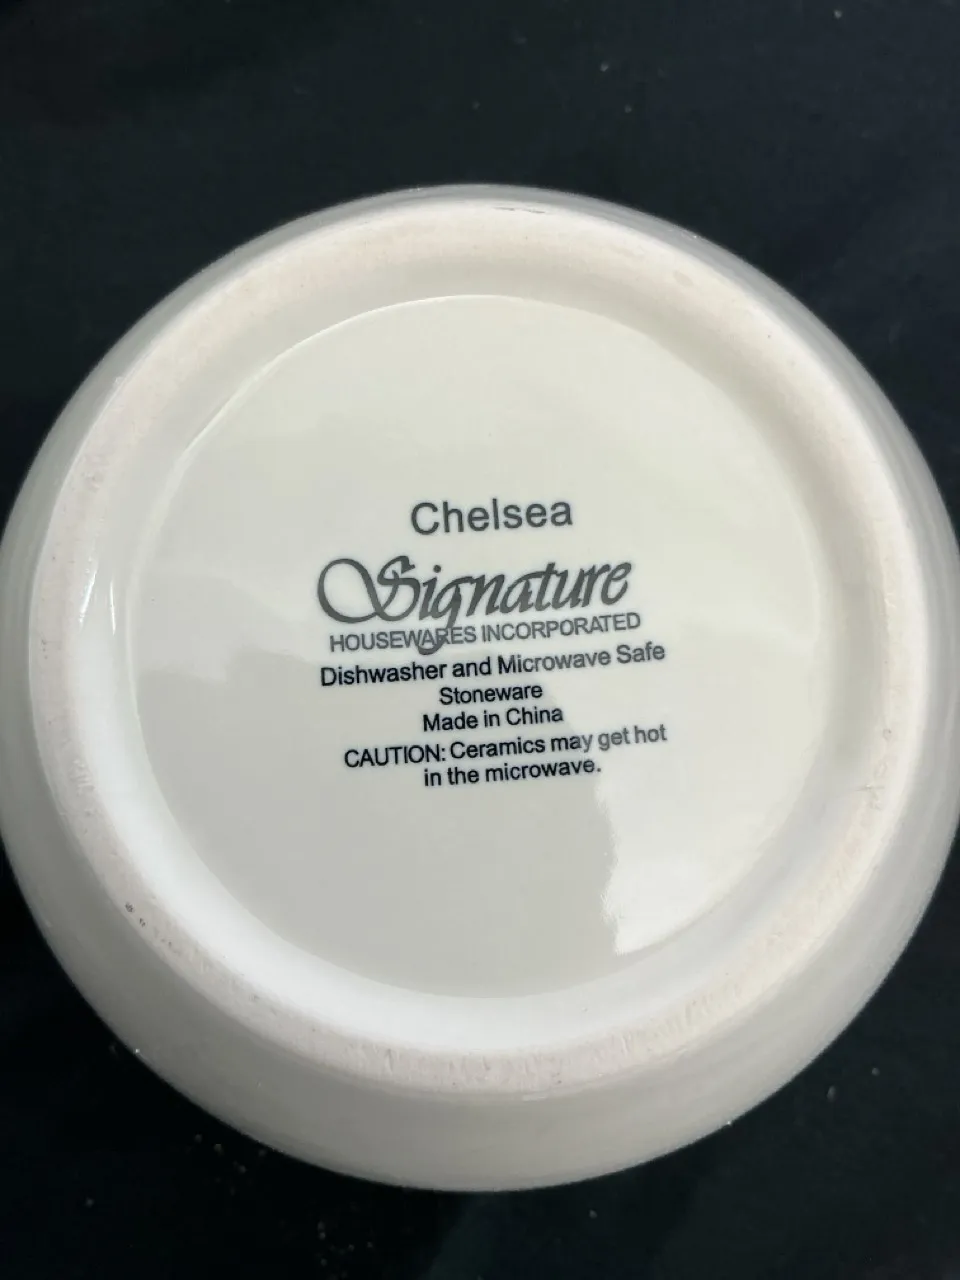 Chelsea
Signature
HOUSEWARES INCORPORATED
Dishwasher and Microwave Safe
Stoneware
Made in China
CAUTION: Ceramics may get hot
in the microwave.